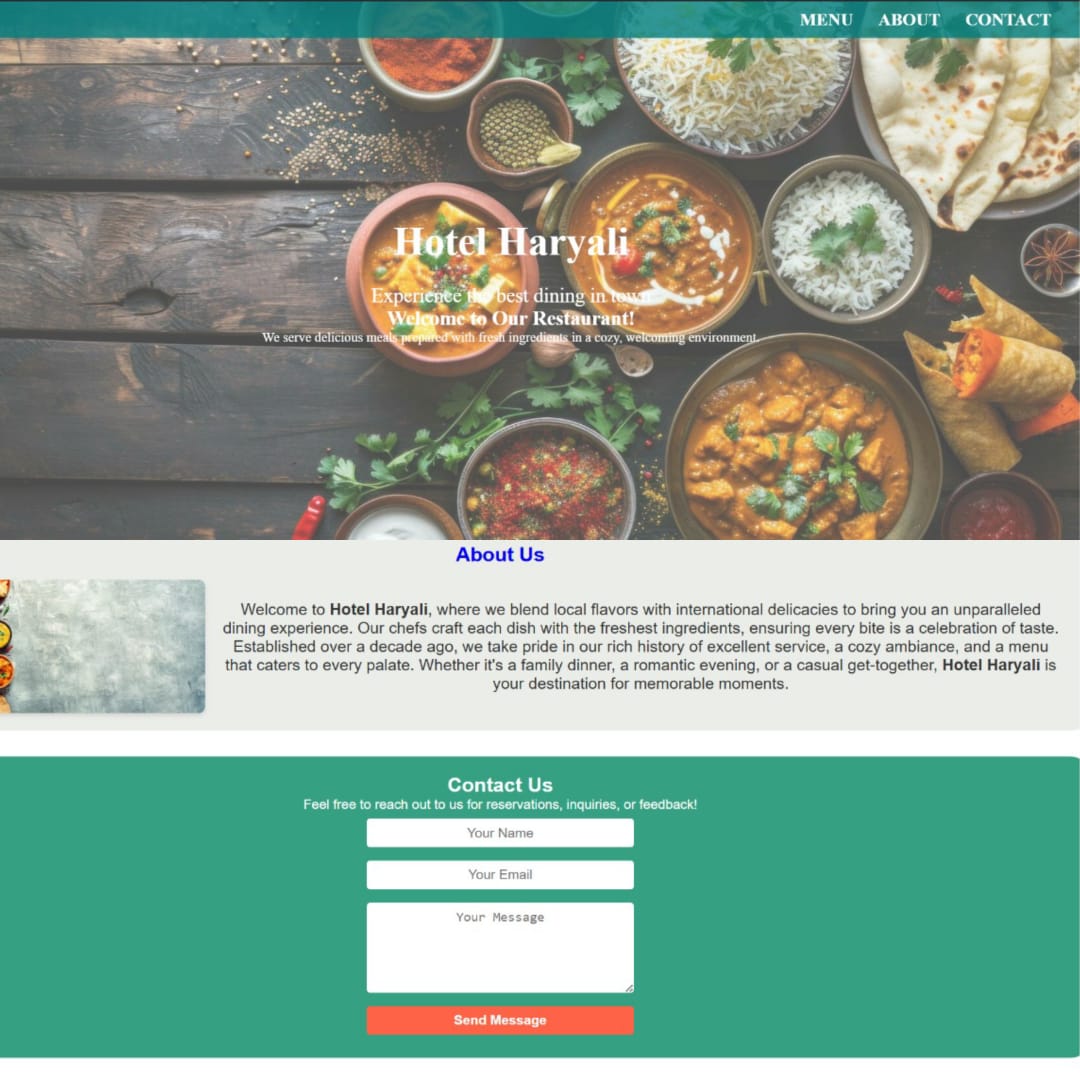 MENU ABOUT CONTACT
Hotel Haryali
Experience the best dining in town
Welcome to Our Restaurant!
We serve delicious meals prepared with fresh ingredients in a cozy, welcoming environment.
About Us
Welcome to Hotel Haryali, where we blend local flavors with international delicacies to bring you an unparalleled
dining experience. Our chefs craft each dish with the freshest ingredients, ensuring every bite is a celebration of taste.
Established over a decade ago, we take pride in our rich history of excellent service, a cozy ambiance, and a menu
that caters to every palate. Whether it's a family dinner, a romantic evening, or a casual get-together, Hotel Haryali is
your destination for memorable moments.
Contact Us
Feel free to reach out to us for reservations, inquiries, or feedback!
Your Name
Your Email
Your Message
Send Message